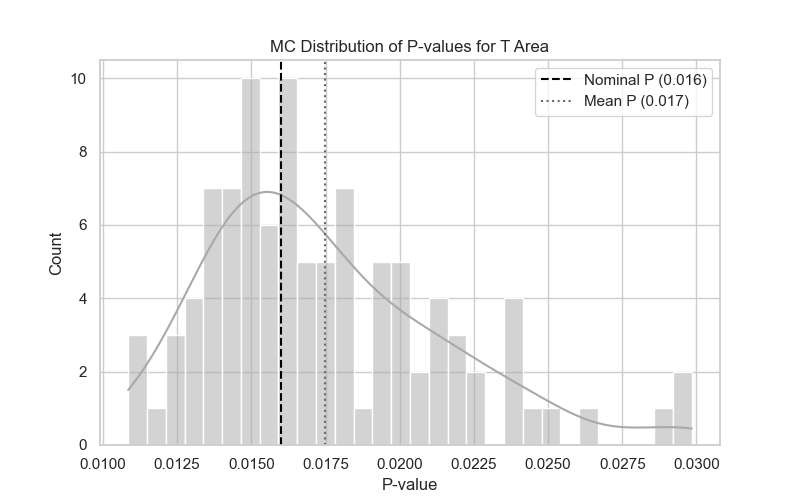 MC Distribution of P-values for T Area
Nominal P (0.016)
Mean P (0.017)
Count
10
8
6
4
2
0
0.0100 0.0125 0.0150 0.0175 0.0200 0.0225 0.0250 0.0275 0.0300
P-value